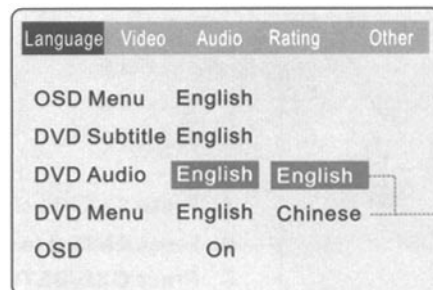 Language Video Audio Rating Other
OSD Menu English
DVD Subtitle English
DVD Audio English English
DVD Menu English Chinese
OSD On